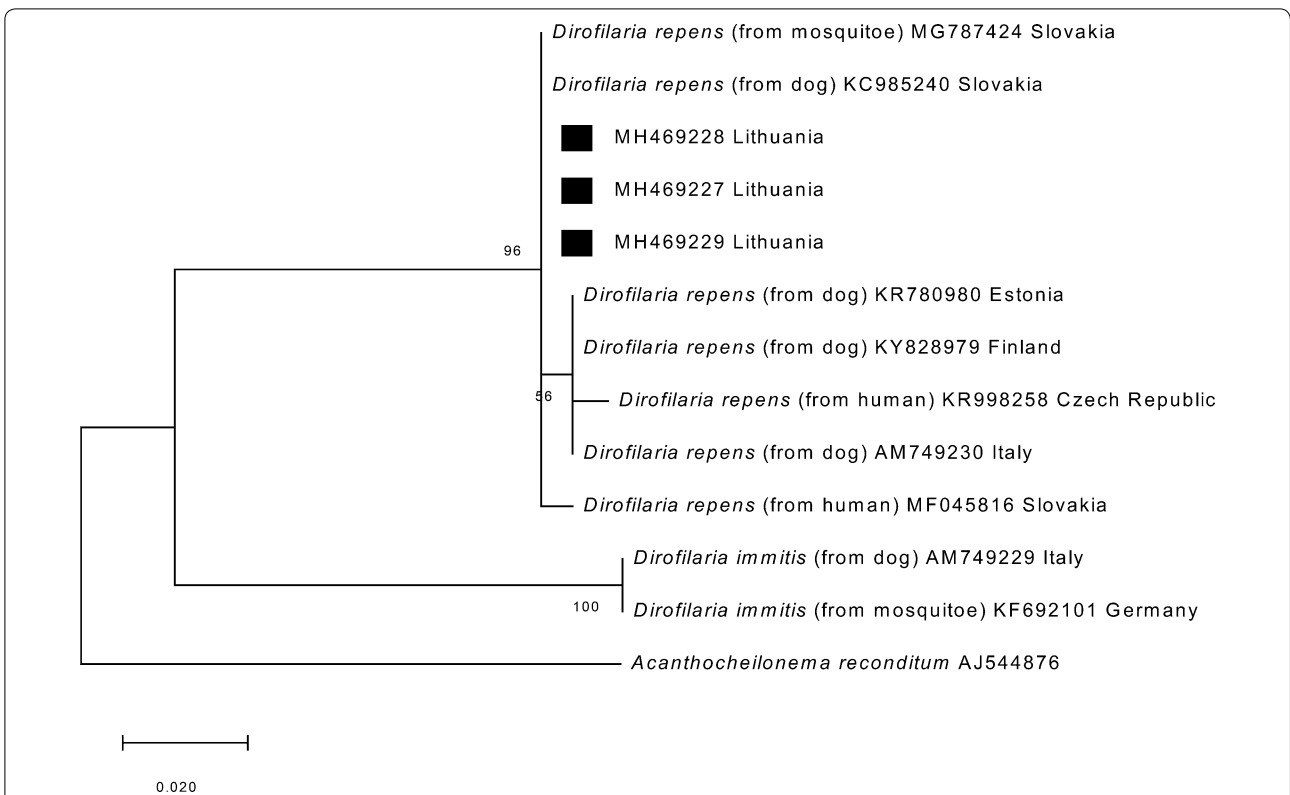 Dirofilaria repens (from mosquitoe) MG787424 Slovakia
Dirofilaria repens (from dog) KC985240 Slovakia
MH469228 Lithuania
MH469227 Lithuania
MH469229 Lithuania
96
Dirofilaria repens (from dog) KR780980 Estonia
Dirofilaria repens (from dog) KY828979 Finland
56
Dirofilaria repens (from human) KR998258 Czech Republic
Dirofilaria repens (from dog) AM749230 Italy
Dirofilaria repens (from human) MF045816 Slovakia
Dirofilaria immitis (from dog) AM749229 Italy
100
Dirofilaria immitis (from mosquitoe) KF692101 Germany
Acanthocheilonema reconditum AJ544876
0.020